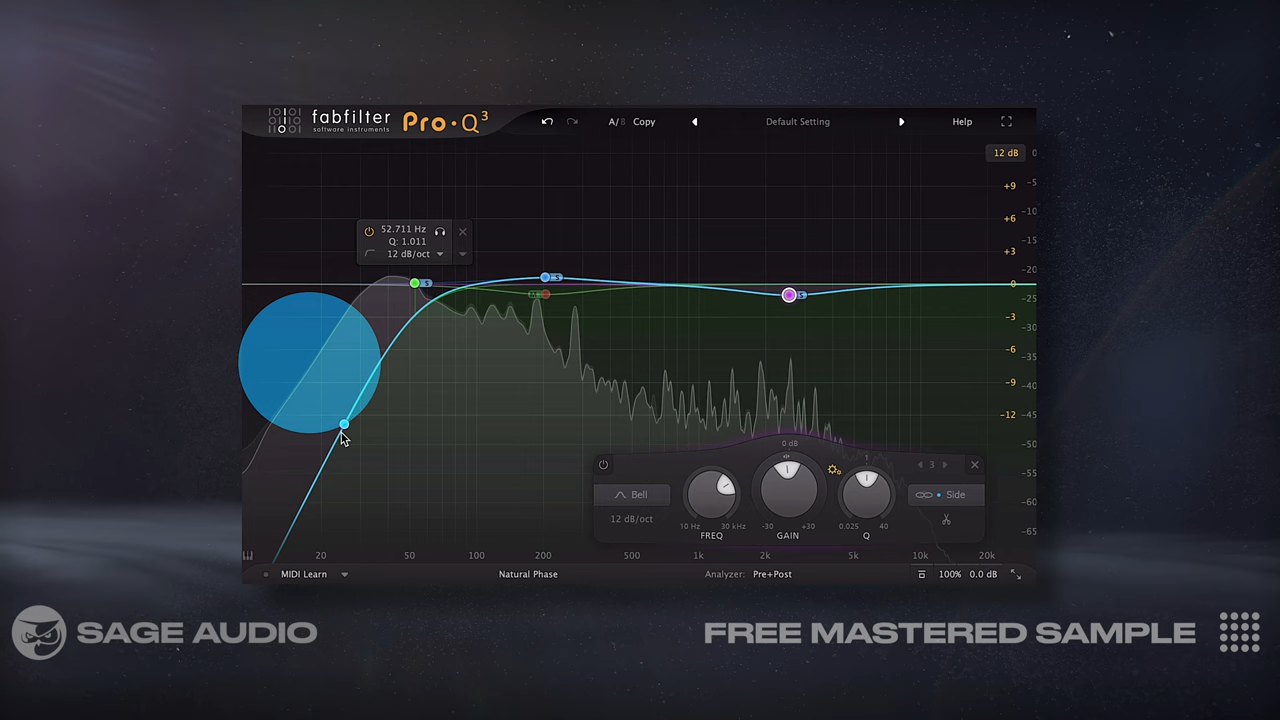 fabfilter
software instruments
Pro·Q³
A/B
Copy
Default Setting
Help
12 dB
0
+9
-5
+6
-10
+3
-15
-20
0
-25
-3
-30
-6
-35
-9
-40
-12
-45
-50
-55
-60
-65
52.711 Hz
Q: 1.011
12 dB/oct
S
S
S
0 dB
1
3
Bell
12 dB/oct
Side
10 Hz
30 kHz
-30
+30
0.025
40
FREQ
GAIN
Q
20
50
100
200
500
1k
2k
5k
10k
20k
MIDI Learn
Natural Phase
Analyzer:
Pre+Post
100%
0.0 dB
SAGE AUDIO
FREE MASTERED SAMPLE